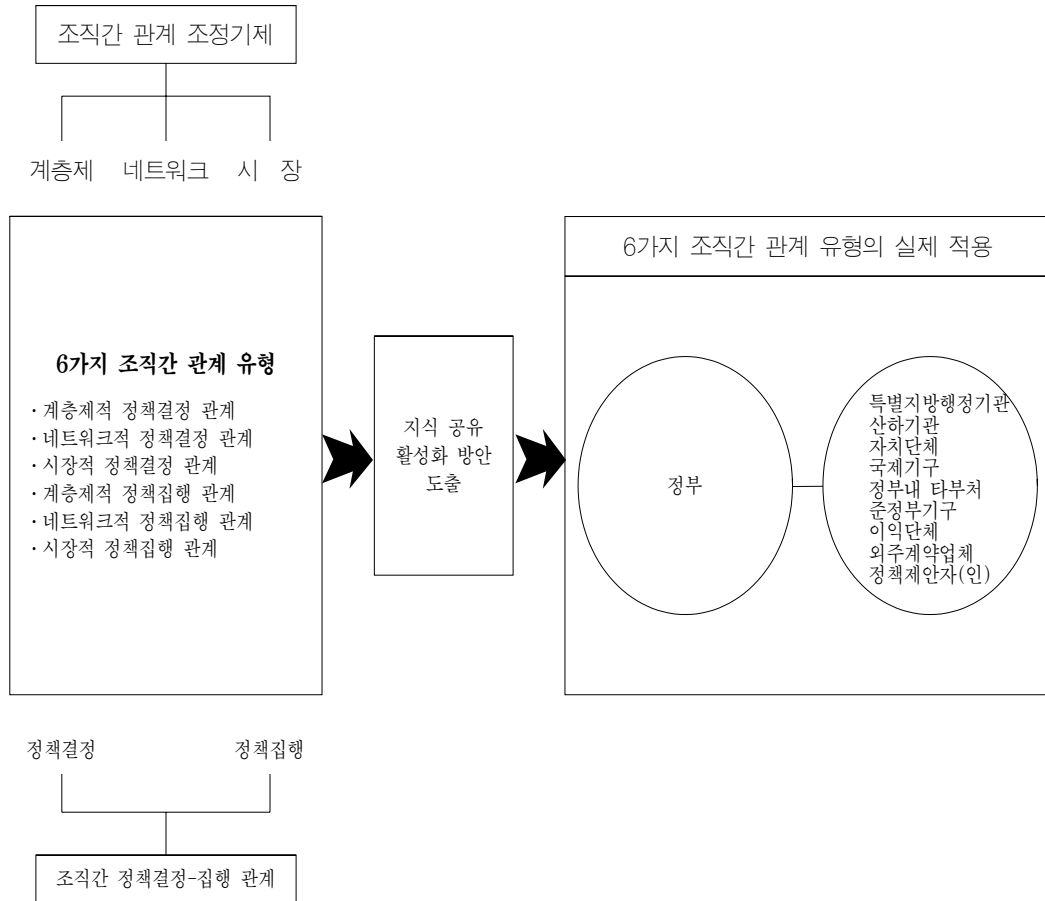 조직간 관계 조정기제
계층제 네트워크 시 장
6가지 조직간 관계 유형
· 계층제적 정책결정 관계
· 네트워크적 정책결정 관계
· 시장적 정책결정 관계
· 계층제적 정책집행 관계
· 네트워크적 정책집행 관계
· 시장적 정책집행 관계
지식 공유
활성화 방안
도출
6가지 조직간 관계 유형의 실제 적용
정부
특별지방행정기관
산하기관
자치단체
국제기구
정부내 타부처
준정부기구
이익단체
외주계약업체
정책제안자(인)
정책결정 정책집행
조직간 정책결정-집행 관계